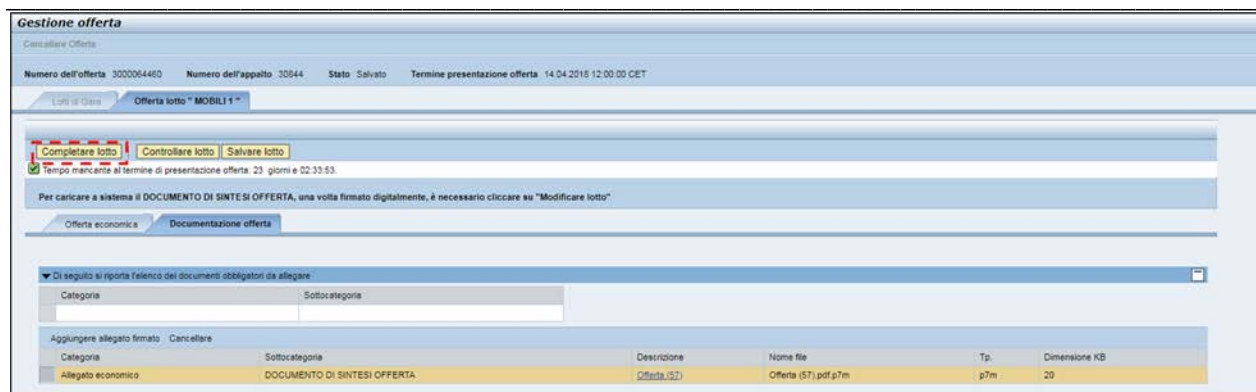 Gestione offerta
Cancellare Offerta
Numero dell'offerta 3000064460 Numero dell'appalto 30844 Stato Salvato Termine presentazione offerta 14.04.2016 12:00:00 CET
Lotti di Gara Offerta lotto " MOBILI 1 "
Completare lotto Controllare lotto Salvare lotto
Tempo mancante al termine di presentazione offerta: 23 giorni e 02:33:53.
Per caricare a sistema il DOCUMENTO DI SINTESI OFFERTA, una volta firmato digitalmente, è necessario cliccare su "Modificare lotto"
Offerta economica Documentazione offerta
Di seguito si riporta l'elenco dei documenti obbligatori da allegare
Categoria Sottocategoria
Aggiungere allegato firmato Cancellare
Categoria Sottocategoria Descrizione Nome file Tp. Dimensione KB
Allegato economico DOCUMENTO DI SINTESI OFFERTA Offerta (57) Offerta (57).pdf.p7m p7m 20